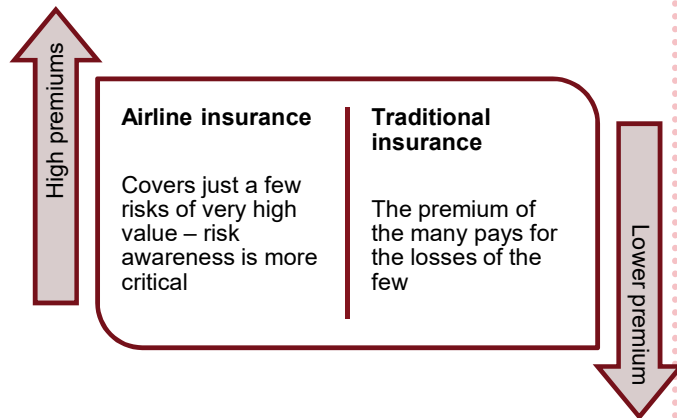 High premiums
Airline insurance
Covers just a few
risks of very high
value – risk
awareness is more
critical
Traditional
insurance
The premium of
the many pays for
the losses of the
few
Lower premium